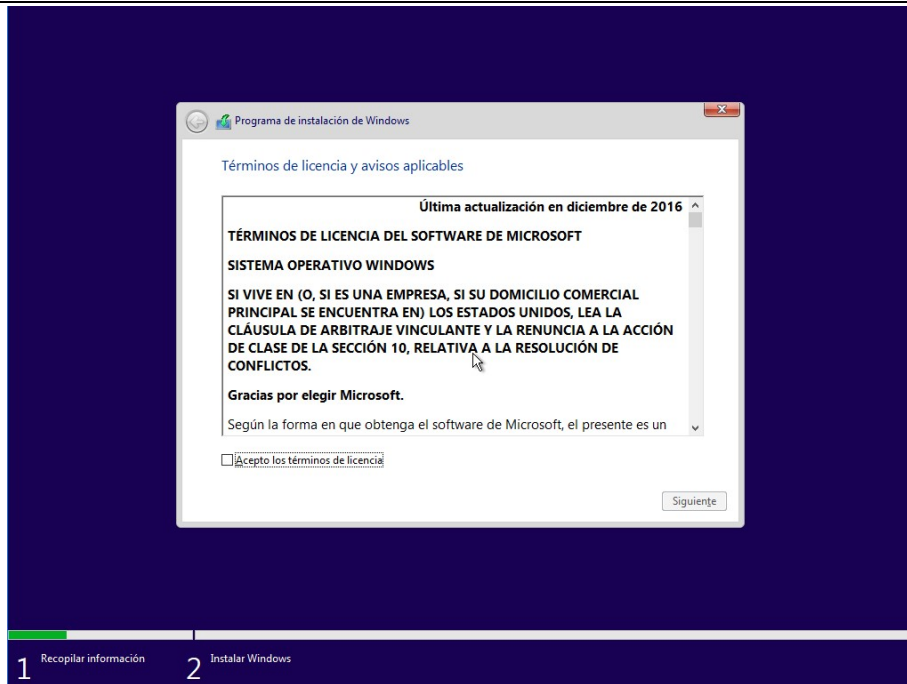 Programa de instalación de Windows
Términos de licencia y avisos aplicables
Última actualización en diciembre de 2016
TÉRMINOS DE LICENCIA DEL SOFTWARE DE MICROSOFT
SISTEMA OPERATIVO WINDOWS
SI VIVE EN (O, SI ES UNA EMPRESA, SI SU DOMICILIO COMERCIAL
PRINCIPAL SE ENCUENTRA EN) LOS ESTADOS UNIDOS, LEA LA
CLÁUSULA DE ARBITRAJE VINCULANTE Y LA RENUNCIA A LA ACCIÓN
DE CLASE DE LA SECCIÓN 10, RELATIVA A LA RESOLUCIÓN DE
CONFLICTOS.
Gracias por elegir Microsoft.
Según la forma en que obtenga el software de Microsoft, el presente es un
Acepto los términos de licencia
Siguiente
1 Recopilar información
2 Instalar Windows